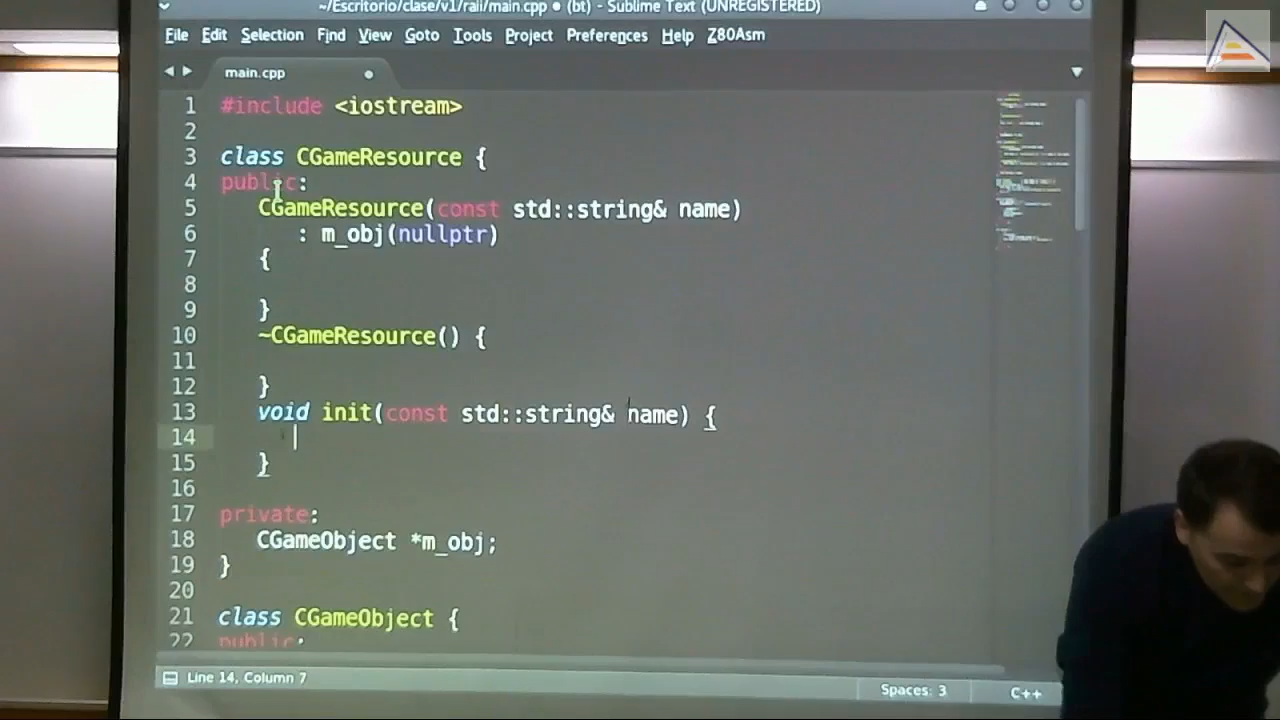 ~/Escritorio/clase/v1/raii/main.cpp • (bt) - Sublime Text (UNREGISTERED)
File Edit Selection Find View Goto Tools Project Preferences Help Z80Asm
main.cpp
1 #include <iostream>
2
3 class CGameResource {
4 public:
5 CGameResource(const std::string& name)
6 : m_obj(nullptr)
7 {
8
9 }
10 ~CGameResource() {
11
12 }
13 void init(const std::string& name) {
14
15 }
16
17 private:
18 CGameObject *m_obj;
19 }
20
21 class CGameObject {
22 public:
Line 14, Column 7
Spaces: 3
C++